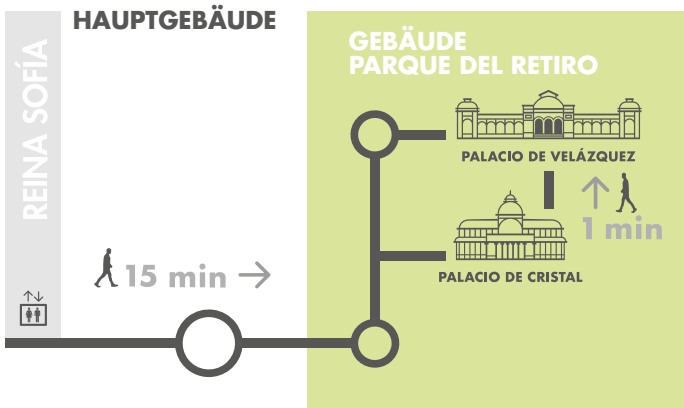 REINA SOFÍA
HAUPTGEBÄUDE
GEBÄUDE
PARQUE DEL RETIRO
PALACIO DE VELÁZQUEZ
1 min
PALACIO DE CRISTAL
15 min